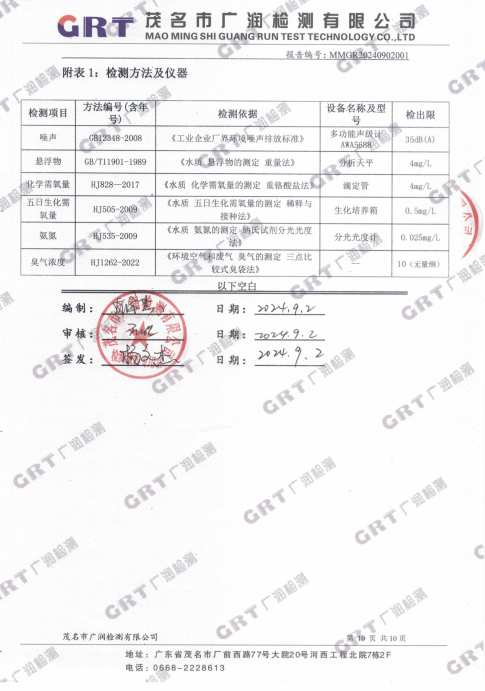 GRT 茂名市广润检测有限公司
MAO MING SHI GUANG RUN TEST TECHNOLOGY CO.,LTD
报告编号: MMGR20240902001
附表1: 检测方法及仪器
检测项目 方法编号(含年号) 检测依据 设备名称及型号 检出限
噪声 GB12348-2008 《工业企业厂界环境噪声排放标准》 多功能声级计AWA5688 35dB(A)
悬浮物 GB/T11901-1989 《水质 悬浮物的测定 重量法》 分析天平 4mg/L
化学需氧量 HJ828—2017 《水质 化学需氧量的测定 重铬酸盐法》 滴定管 4mg/L
五日生化需氧量 HJ505-2009 《水质 五日生化需氧量的测定 稀释与接种法》 生化培养箱 0.5mg/L
氨氮 HJ535-2009 《水质 氨氮的测定 纳氏试剂分光光度法》 分光光度计 0.025mg/L
臭气浓度 HJ1262-2022 《环境空气和废气 臭气的测定 三点比较式臭袋法》 — 10（无量纲）
以下空白
编制: 日期: 2024.9.2
审核: 日期: 2024.9.2
签发: 日期: 2024.9.2
茂名市广润检测有限公司 第 10 页 共 10 页
地址: 广东省茂名市厂前西路77号大院20号河西工程北院7栋2F
电话: 0668-2228613
GRT 广润检测